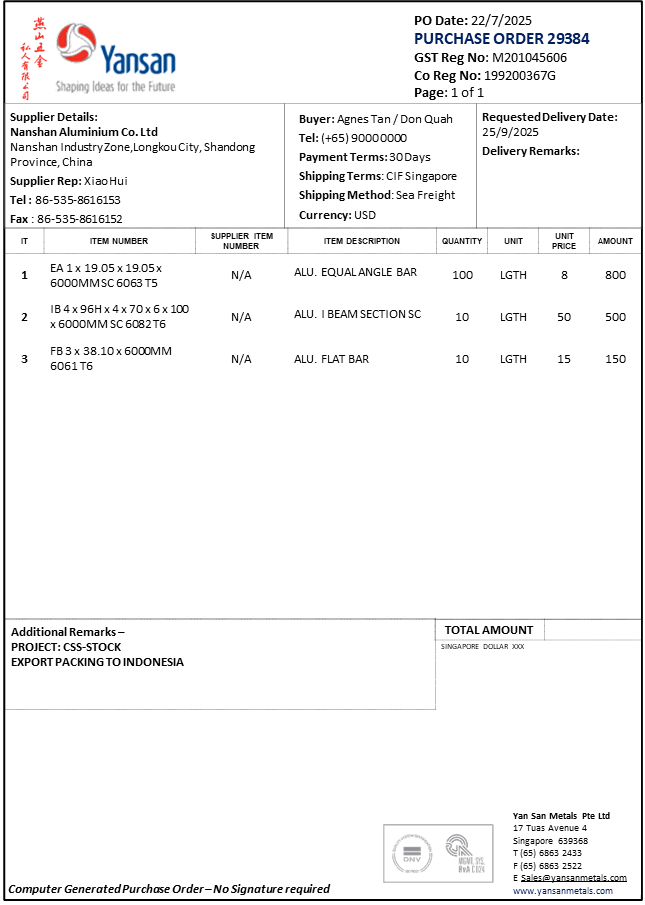 燕山五金
私人有限公司
Yansan
Shaping Ideas for the Future
PO Date: 22/7/2025
PURCHASE ORDER 29384
GST Reg No: M201045606
Co Reg No: 199200367G
Page: 1 of 1
Supplier Details:
Nanshan Aluminium Co. Ltd
Nanshan Industry Zone, Longkou City, Shandong
Province, China
Supplier Rep: Xiao Hui
Tel : 86-535-8616153
Fax : 86-535-8616152
Buyer: Agnes Tan / Don Quah
Tel: (+65) 90000000
Payment Terms: 30 Days
Shipping Terms: CIF Singapore
Shipping Method: Sea Freight
Currency: USD
Requested Delivery Date:
25/9/2025
Delivery Remarks:
IT ITEM NUMBER SUPPLIER ITEM NUMBER ITEM DESCRIPTION QUANTITY UNIT UNIT PRICE AMOUNT
1 EA 1 x 19.05 x 19.05 x N/A ALU. EQUAL ANGLE BAR 100 LGTH 8 800
6000MM SC 6063 T5
2 IB 4 x 96H x 4 x 70 x 6 x 100 N/A ALU. I BEAM SECTION SC 10 LGTH 50 500
x 6000MM SC 6082 T6
3 FB 3 x 38.10 x 6000MM N/A ALU. FLAT BAR 10 LGTH 15 150
6061 T6
Additional Remarks –
PROJECT: CSS-STOCK
EXPORT PACKING TO INDONESIA
TOTAL AMOUNT
SINGAPORE DOLLAR XXX
DNV
MGMT. SYS.
RvA C 024
Yan San Metals Pte Ltd
17 Tuas Avenue 4
Singapore 639368
T (65) 6863 2433
F (65) 6863 2522
E Sales@yansanmetals.com
www.yansanmetals.com
Computer Generated Purchase Order – No Signature required